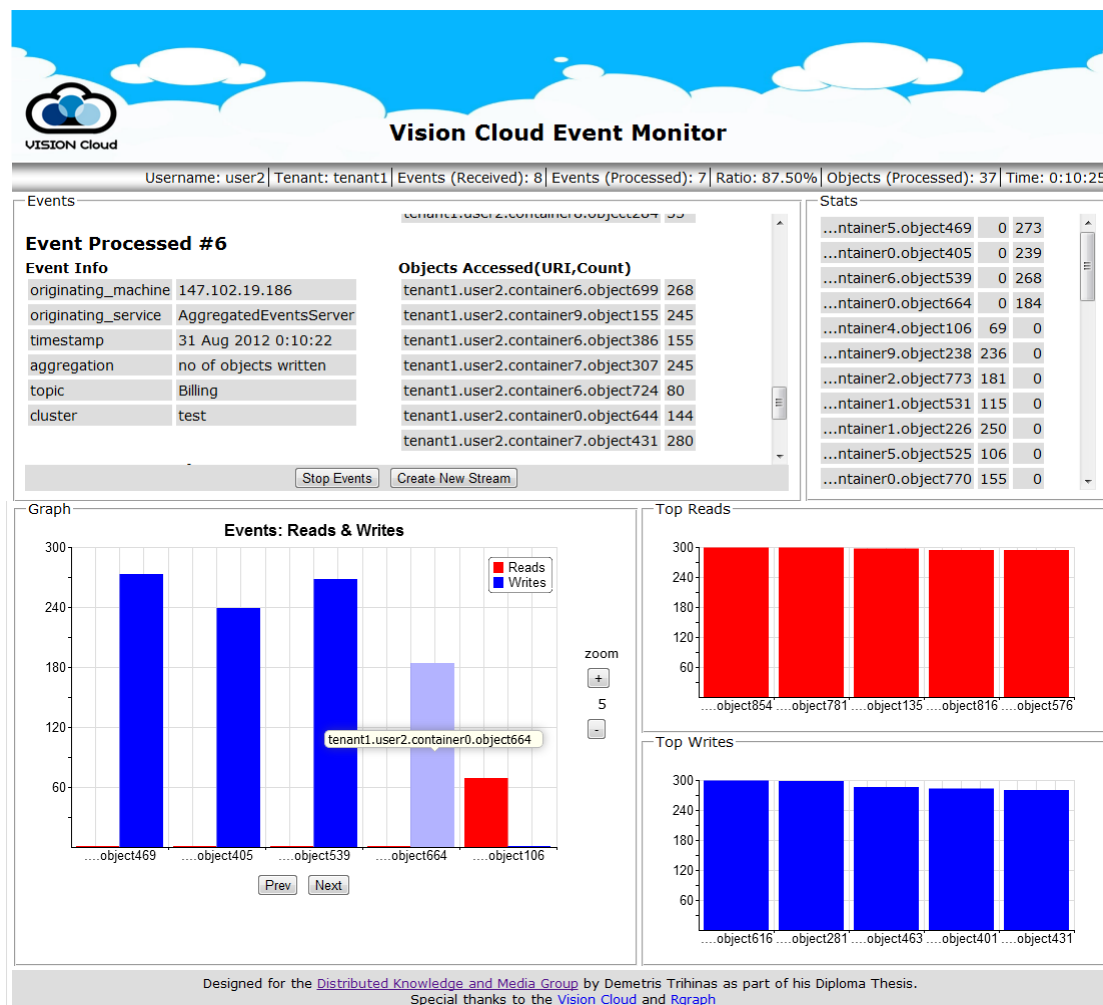 VISION Cloud
Vision Cloud Event Monitor
Username: user2 Tenant: tenant1 Events (Received): 8 Events (Processed): 7 Ratio: 87.50% Objects (Processed): 37 Time: 0:10:25
Events
Event Processed #6
Event Info
originating_machine 147.102.19.186
originating_service AggregatedEventsServer
timestamp 31 Aug 2012 0:10:22
aggregation no of objects written
topic Billing
cluster test
Objects Accessed(URI,Count)
tenant1.user2.container6.object699 268
tenant1.user2.container9.object155 245
tenant1.user2.container6.object386 155
tenant1.user2.container7.object307 245
tenant1.user2.container6.object724 80
tenant1.user2.container0.object644 144
tenant1.user2.container7.object431 280
Stop Events Create New Stream
Stats
...ntainer5.object469 0 273
...ntainer0.object405 0 239
...ntainer6.object539 0 268
...ntainer0.object664 0 184
...ntainer4.object106 69 0
...ntainer9.object238 236 0
...ntainer2.object773 181 0
...ntainer1.object531 115 0
...ntainer1.object226 250 0
...ntainer5.object525 106 0
...ntainer0.object770 155 0
Graph
Events: Reads & Writes
Reads
Writes
300
240
180
120
60
tenant1.user2.container0.object664
....object469 ....object405 ....object539 ....object664 ....object106
Prev Next
zoom
+
5
-
Top Reads
300
240
180
120
60
....object854 ....object781 ....object135 ....object816 ....object576
Top Writes
300
240
180
120
60
....object616 ....object281 ....object463 ....object401 ....object431
Designed for the Distributed Knowledge and Media Group by Demetris Trihinas as part of his Diploma Thesis.
Special thanks to the Vision Cloud and Rgraph